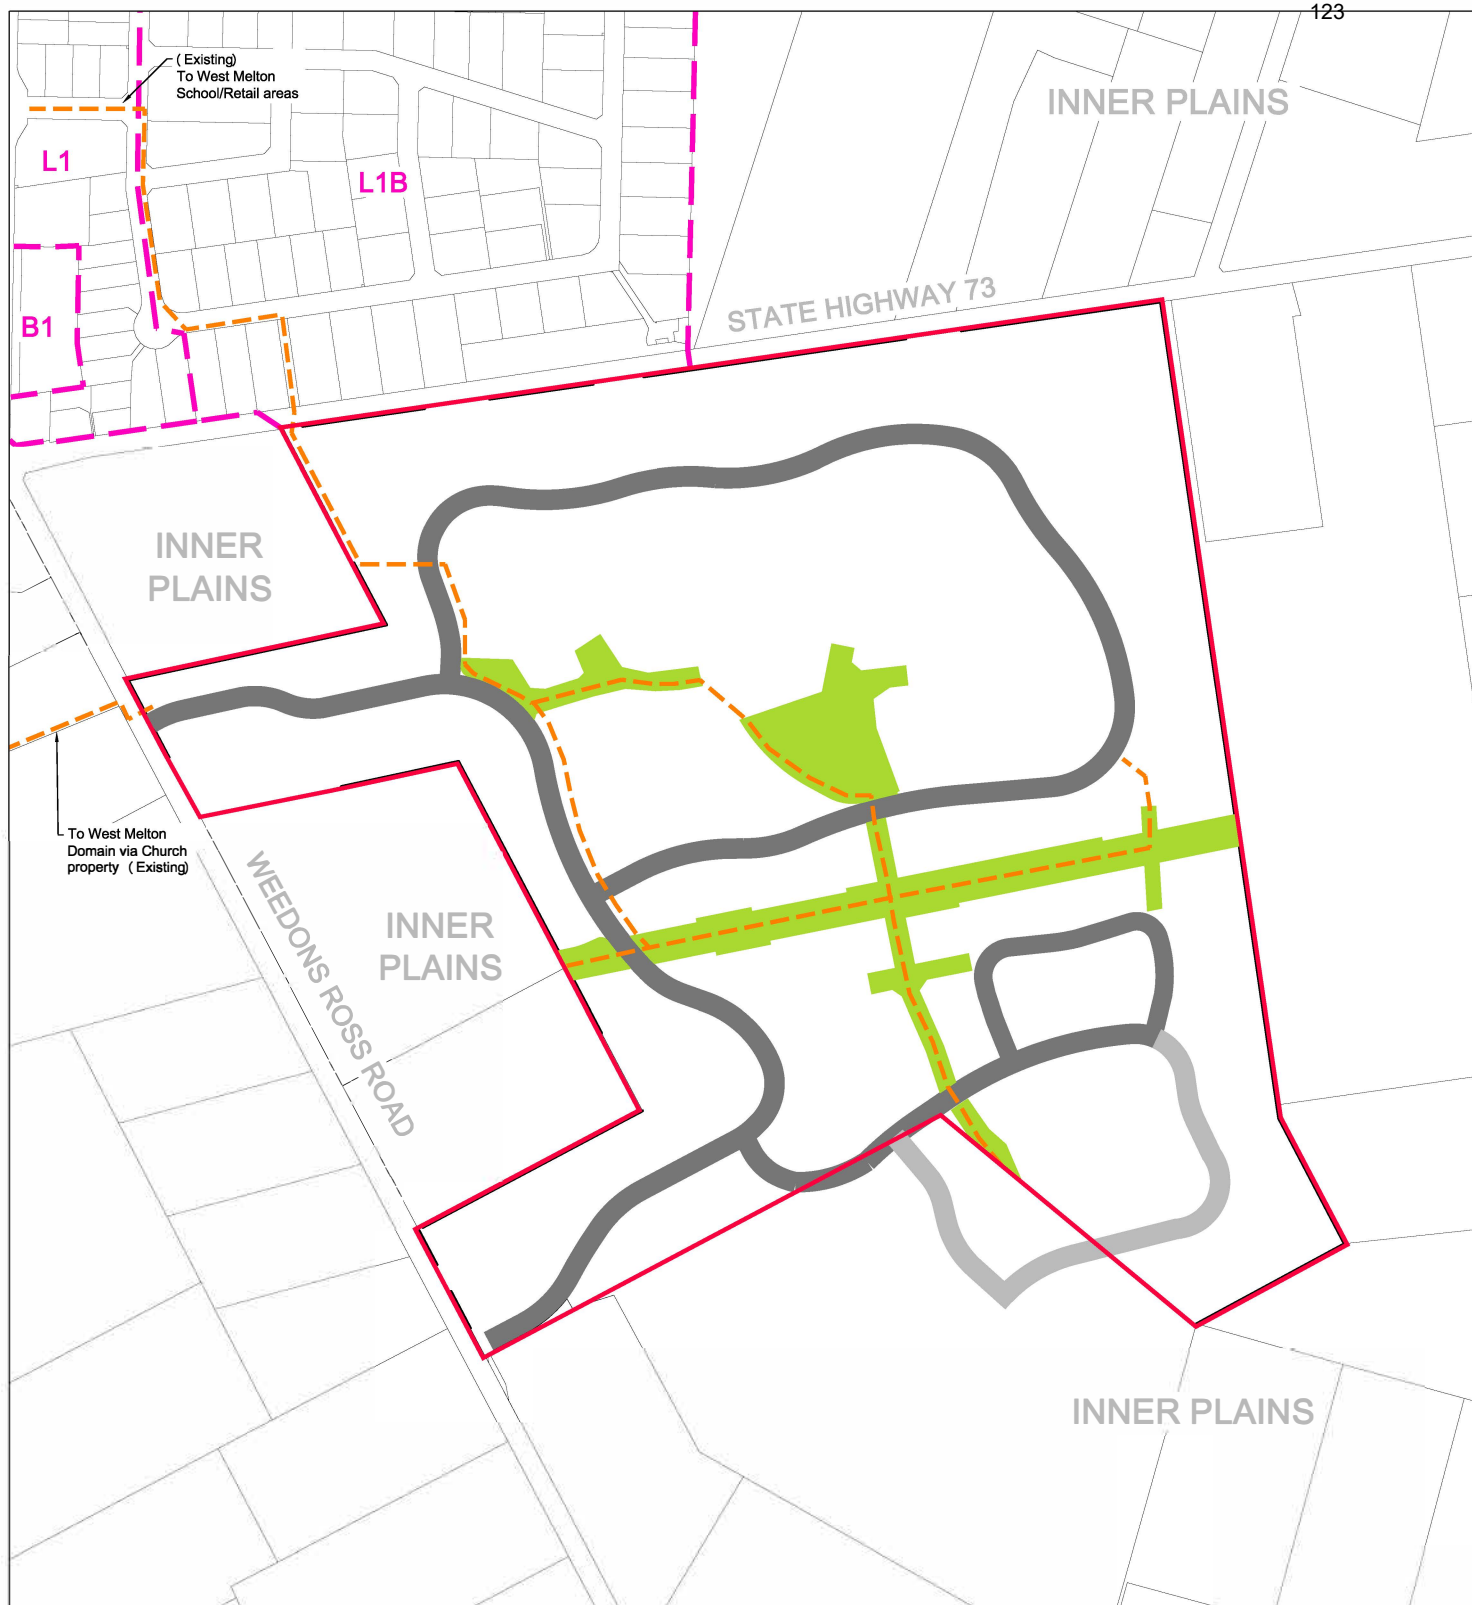 123
( Existing)
To West Melton
School/Retail areas
INNER PLAINS
L1
L1B
B1
STATE HIGHWAY 73
INNER
PLAINS
To West Melton
Domain via Church
property ( Existing)
WEEDONS ROSS ROAD
INNER
PLAINS
INNER PLAINS